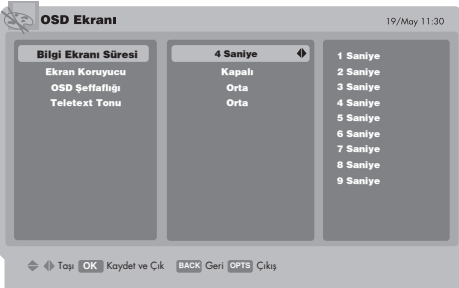 OSD Ekranı
19/May 11:30
Bilgi Ekranı Süresi
4 Saniye
Ekran Koruyucu
Kapalı
OSD Şeffaflığı
Orta
Teletext Tonu
Orta
1 Saniye
2 Saniye
3 Saniye
4 Saniye
5 Saniye
6 Saniye
7 Saniye
8 Saniye
9 Saniye
Taşı OK Kaydet ve Çık BACK Geri OPTS Çıkış